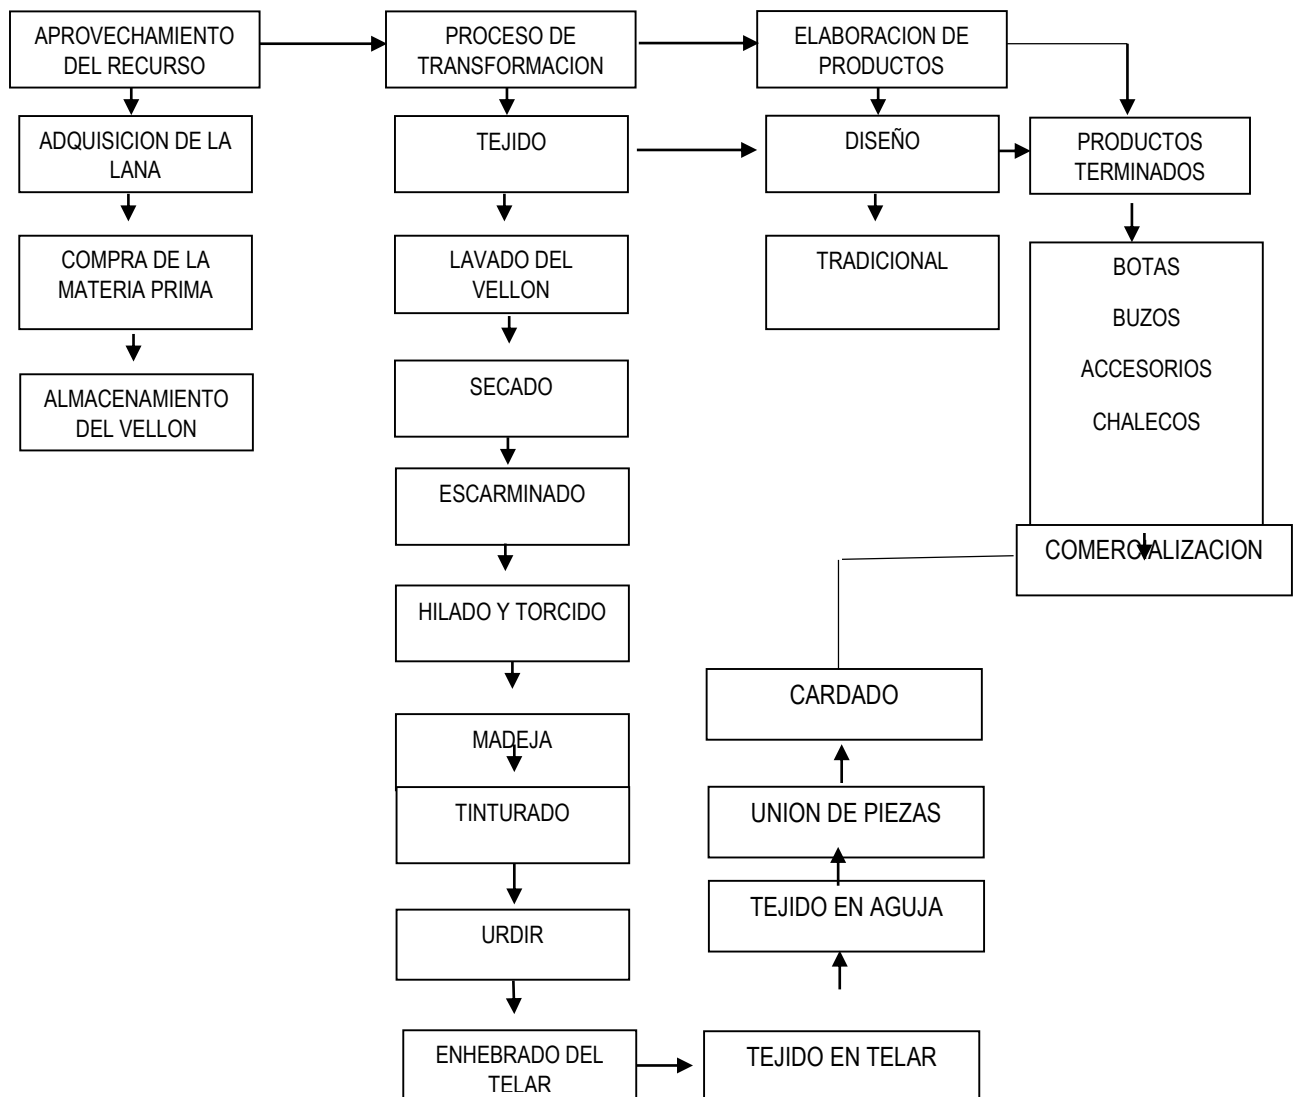 APROVECHAMIENTO
DEL RECURSO
PROCESO DE
TRANSFORMACION
ELABORACION DE
PRODUCTOS
ADQUISICION DE LA
LANA
TEJIDO
DISEÑO
PRODUCTOS
TERMINADOS
COMPRA DE LA
MATERIA PRIMA
LAVADO DEL
VELLON
TRADICIONAL
BOTAS
BUZOS
ACCESORIOS
CHALECOS
ALMACENAMIENTO
DEL VELLON
SECADO
ESCARMINADO
COMERCIALIZACION
HILADO Y TORCIDO
CARDADO
MADEJA
TINTURADO
UNION DE PIEZAS
TEJIDO EN AGUJA
URDIR
ENHEBRADO DEL
TELAR
TEJIDO EN TELAR